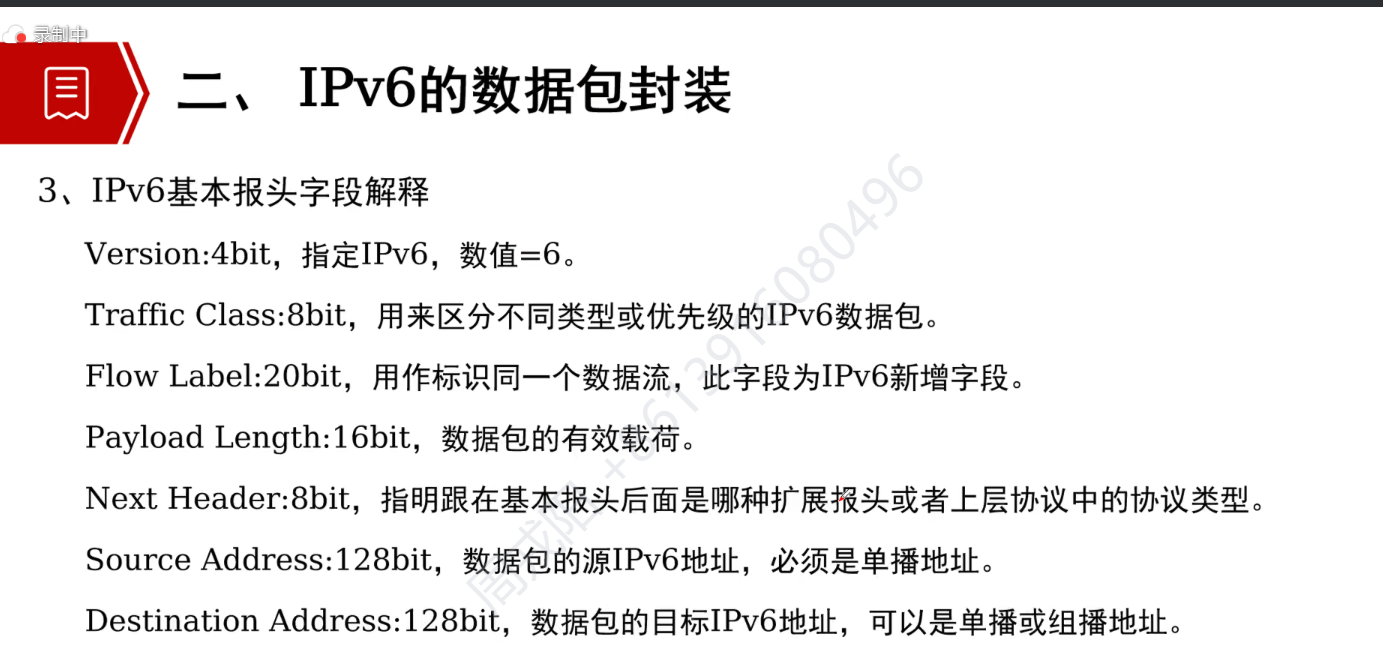 录制中
二、 IPv6的数据包封装
3、IPv6基本报头字段解释
Version:4bit，指定IPv6，数值=6。
Traffic Class:8bit，用来区分不同类型或优先级的IPv6数据包。
Flow Label:20bit，用作标识同一个数据流，此字段为IPv6新增字段。
Payload Length:16bit，数据包的有效载荷。
Next Header:8bit，指明跟在基本报头后面是哪种扩展报头或者上层协议中的协议类型。
Source Address:128bit，数据包的源IPv6地址，必须是单播地址。
Destination Address:128bit，数据包的目标IPv6地址，可以是单播或组播地址。
+8613916080496